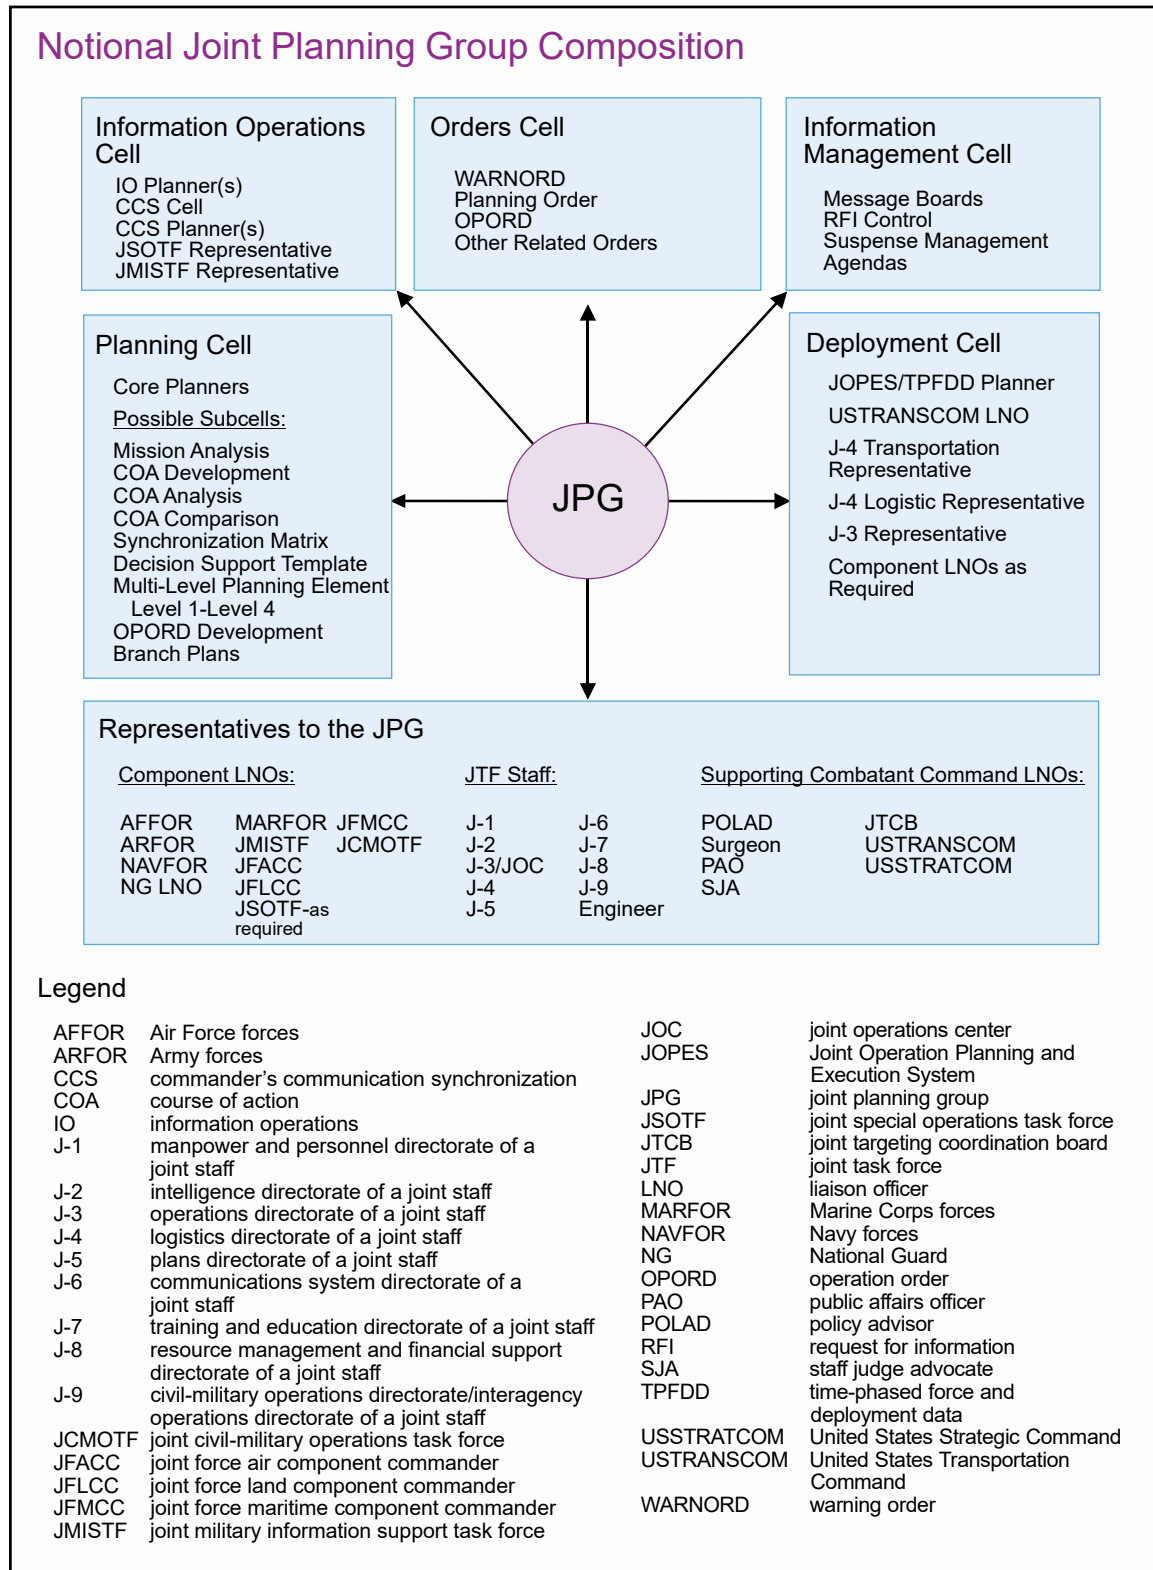 Notional Joint Planning Group Composition
Information Operations
Cell
IO Planner(s)
CCS Cell
CCS Planner(s)
JSOTF Representative
JMISTF Representative
Orders Cell
WARNORD
Planning Order
OPORD
Other Related Orders
Information
Management Cell
Message Boards
RFI Control
Suspense Management
Agendas
Planning Cell
Core Planners
Possible Subcells:
Mission Analysis
COA Development
COA Analysis
COA Comparison
Synchronization Matrix
Decision Support Template
Multi-Level Planning Element
Level 1-Level 4
OPORD Development
Branch Plans
JPG
Deployment Cell
JOPES/TPFDD Planner
USTRANSCOM LNO
J-4 Transportation
Representative
J-4 Logistic Representative
J-3 Representative
Component LNOs as
Required
Representatives to the JPG
Component LNOs:
AFFOR MARFOR JFMCC
ARFOR JMISTF JCMOTF
NAVFOR JFACC
NG LNO JFLCC
JSOTF-as
required
JTF Staff:
J-1 J-6
J-2 J-7
J-3/JOC J-8
J-4 J-9
J-5 Engineer
Supporting Combatant Command LNOs:
POLAD JTCB
Surgeon USTRANSCOM
PAO USSTRATCOM
SJA
Legend
AFFOR Air Force forces
ARFOR Army forces
CCS commander’s communication synchronization
COA course of action
IO information operations
J-1 manpower and personnel directorate of a
joint staff
J-2 intelligence directorate of a joint staff
J-3 operations directorate of a joint staff
J-4 logistics directorate of a joint staff
J-5 plans directorate of a joint staff
J-6 communications system directorate of a
joint staff
J-7 training and education directorate of a joint staff
J-8 resource management and financial support
directorate of a joint staff
J-9 civil-military operations directorate/interagency
operations directorate of a joint staff
JCMOTF joint civil-military operations task force
JFACC joint force air component commander
JFLCC joint force land component commander
JFMCC joint force maritime component commander
JMISTF joint military information support task force
JOC joint operations center
JOPES Joint Operation Planning and
Execution System
JPG joint planning group
JSOTF joint special operations task force
JTCB joint targeting coordination board
JTF joint task force
LNO liaison officer
MARFOR Marine Corps forces
NAVFOR Navy forces
NG National Guard
OPORD operation order
PAO public affairs officer
POLAD policy advisor
RFI request for information
SJA staff judge advocate
TPFDD time-phased force and
deployment data
USSTRATCOM United States Strategic Command
USTRANSCOM United States Transportation
Command
WARNORD warning order